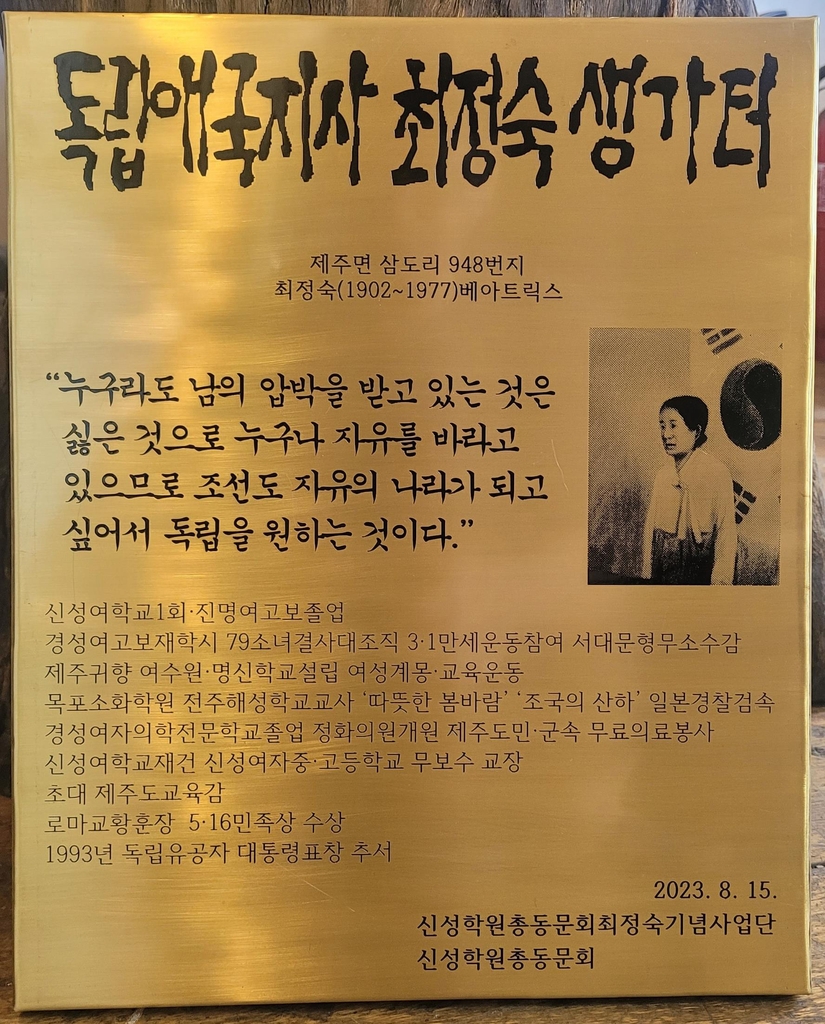 독립애국지사 최정숙 생가터
제주면 삼도리 948번지
최정숙(1902~1977)베아트릭스
“누구라도 남의 압박을 받고 있는 것은
싫은 것으로 누구나 자유를 바라고
있으므로 조선도 자유의 나라가 되고
싶어서 독립을 원하는 것이다.”
신성여학교1회·진명여고보졸업
경성여고보재학시 79소녀결사대조직 3·1만세운동참여 서대문형무소수감
제주귀향 여수원·명신학교설립 여성계몽·교육운동
목포소화학원 전주해성학교교사 ‘따뜻한 봄바람’ ‘조국의 산하’ 일본경찰검속
경성여자의학전문학교졸업 정화의원개원 제주도민·군속 무료의료봉사
신성여학교재건 신성여자중·고등학교 무보수 교장
초대 제주도교육감
로마교황훈장 5·16민족상 수상
1993년 독립유공자 대통령표창 추서
2023. 8. 15.
신성학원총동문회최정숙기념사업단
신성학원총동문회